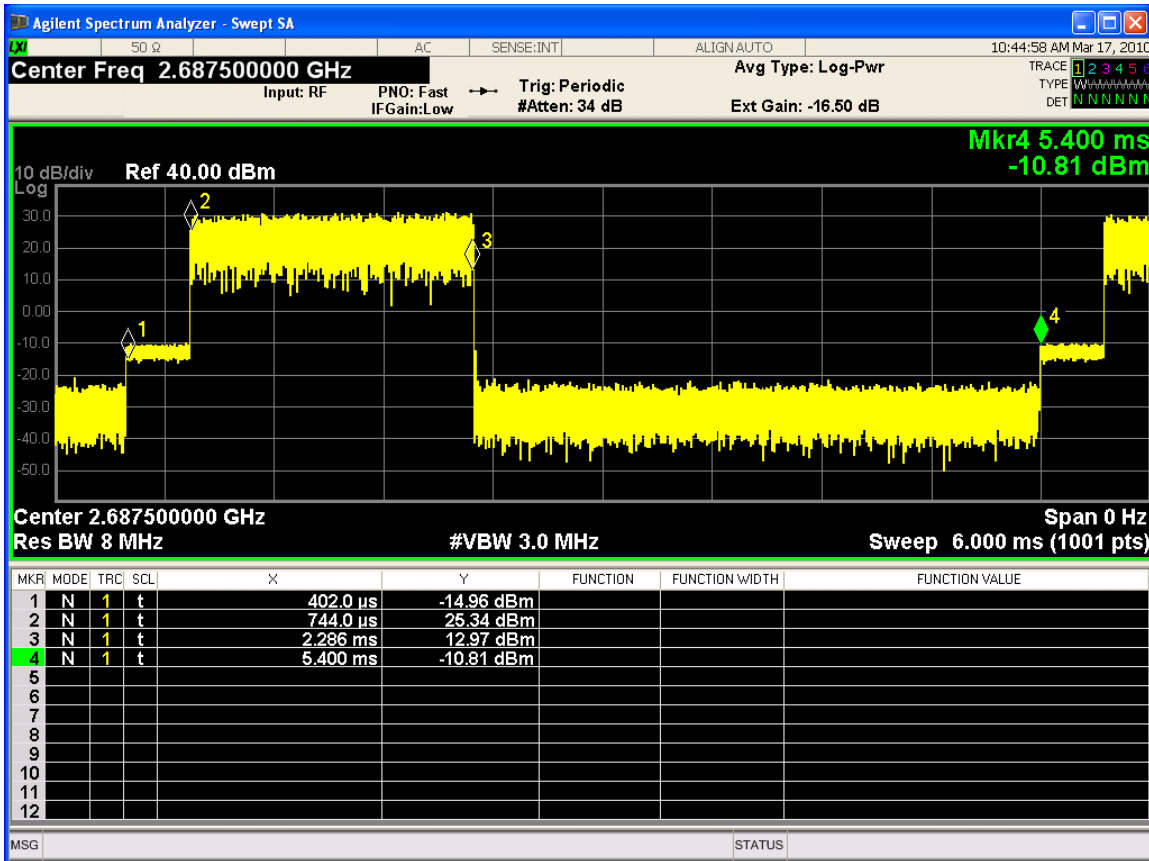 Agilent Spectrum Analyzer - Swept SA
LXI 50 Ω AC SENSE:INT ALIGN AUTO 10:44:58 AM Mar 17, 2010
Center Freq 2.687500000 GHz
Input: RF
PNO: Fast
IFGain:Low
Trig: Periodic
#Atten: 34 dB
Avg Type: Log-Pwr
Ext Gain: -16.50 dB
TRACE 1 2 3 4 5 6
TYPE
DET N N N N N N
Mkr4 5.400 ms
-10.81 dBm
10 dB/div Ref 40.00 dBm
Log
30.0
20.0
10.0
0.00
-10.0
-20.0
-30.0
-40.0
-50.0
1
2
3
4
Center 2.687500000 GHz Span 0 Hz
Res BW 8 MHz #VBW 3.0 MHz Sweep 6.000 ms (1001 pts)
MKR MODE TRC SCL X Y FUNCTION FUNCTION WIDTH FUNCTION VALUE
1 N 1 t 402.0 µs -14.96 dBm
2 N 1 t 744.0 µs 25.34 dBm
3 N 1 t 2.286 ms 12.97 dBm
4 N 1 t 5.400 ms -10.81 dBm
5
6
7
8
9
10
11
12
MSG STATUS